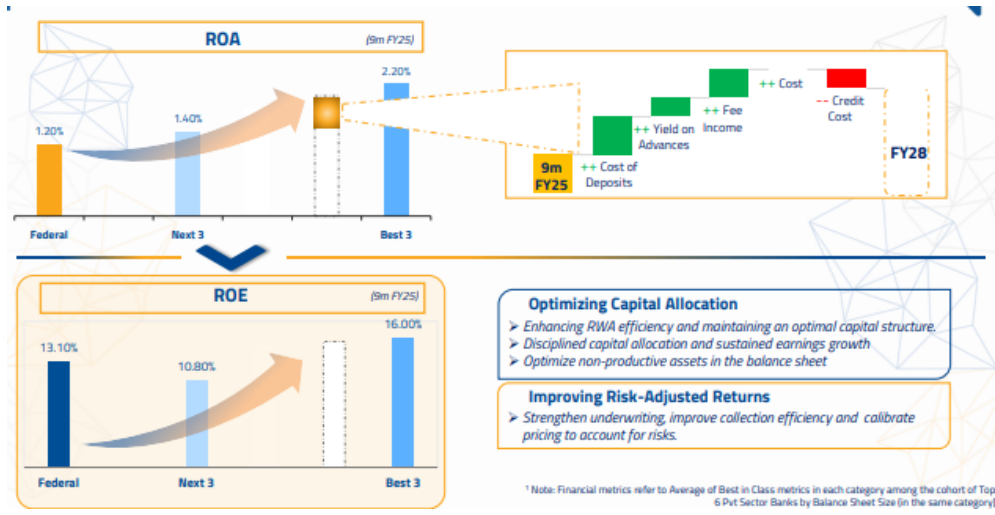 ROA
(9m FY25)
2.20%
1.40%
1.20%
Federal
Next 3
Best 3
9m
FY25
++ Cost of
Deposits
++ Yield on
Advances
++ Fee
Income
++ Cost
-- Credit
Cost
FY28
ROE
(9m FY25)
16.00%
13.10%
10.80%
Federal
Next 3
Best 3
Optimizing Capital Allocation
➢ Enhancing RWA efficiency and maintaining an optimal capital structure.
➢ Disciplined capital allocation and sustained earnings growth
➢ Optimize non-productive assets in the balance sheet
Improving Risk-Adjusted Returns
➢ Strengthen underwriting, improve collection efficiency and calibrate
pricing to account for risks.
¹ Note: Financial metrics refer to Average of Best in Class metrics in each category among the cohort of Top
6 Pvt Sector Banks by Balance Sheet Size (in the same category)